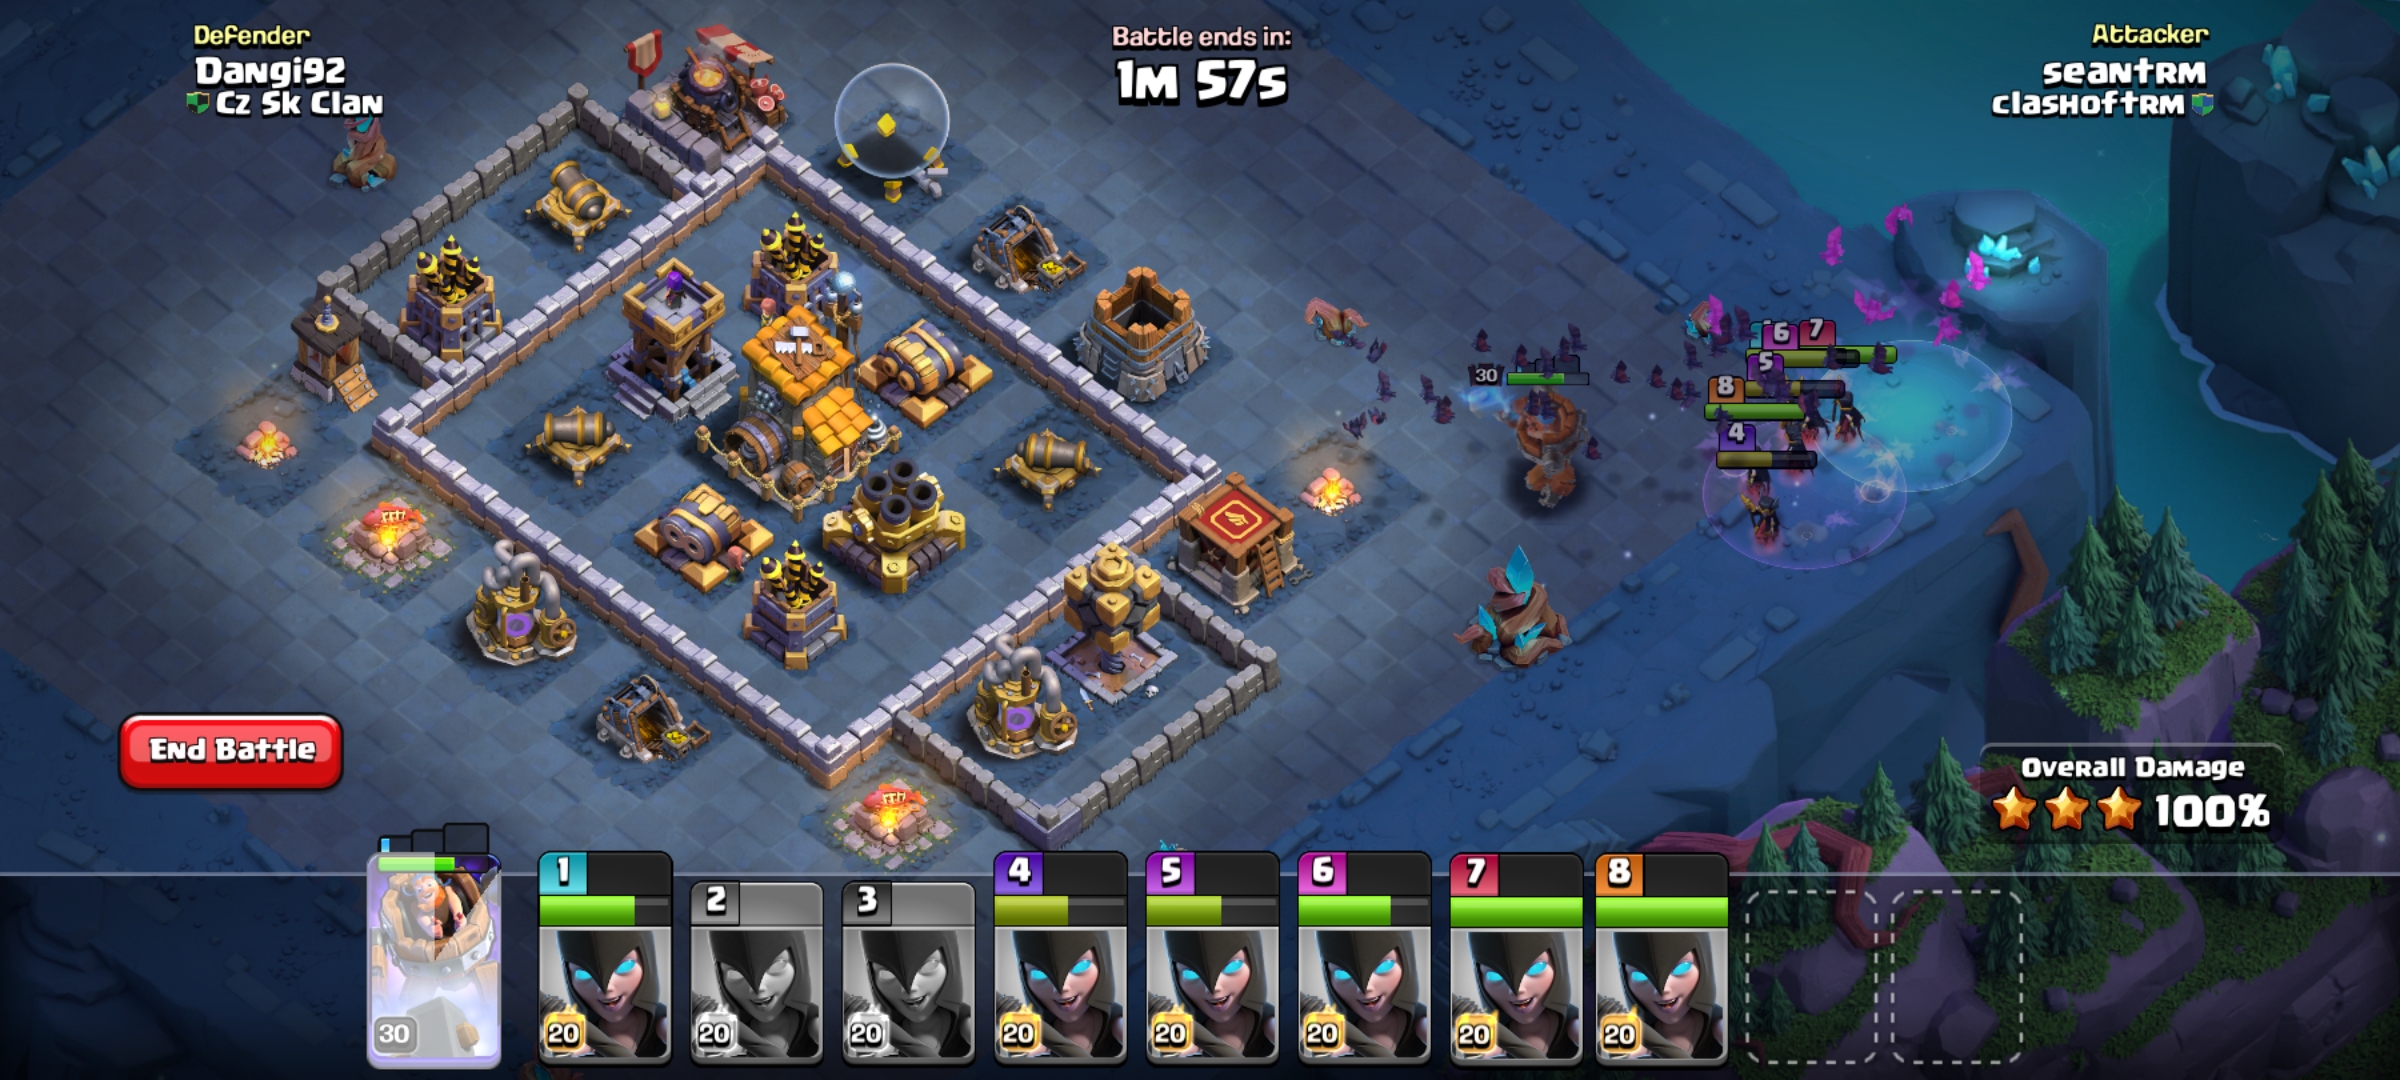 Defender
Dangi92
Cz Sk Clan
Battle ends in:
1M 57s
Attacker
seantRM
clashoftRM
30
6
7
5
8
4
End Battle
Overall Damage
100%
30
1
20
2
20
3
20
4
20
5
20
6
20
7
20
8
20